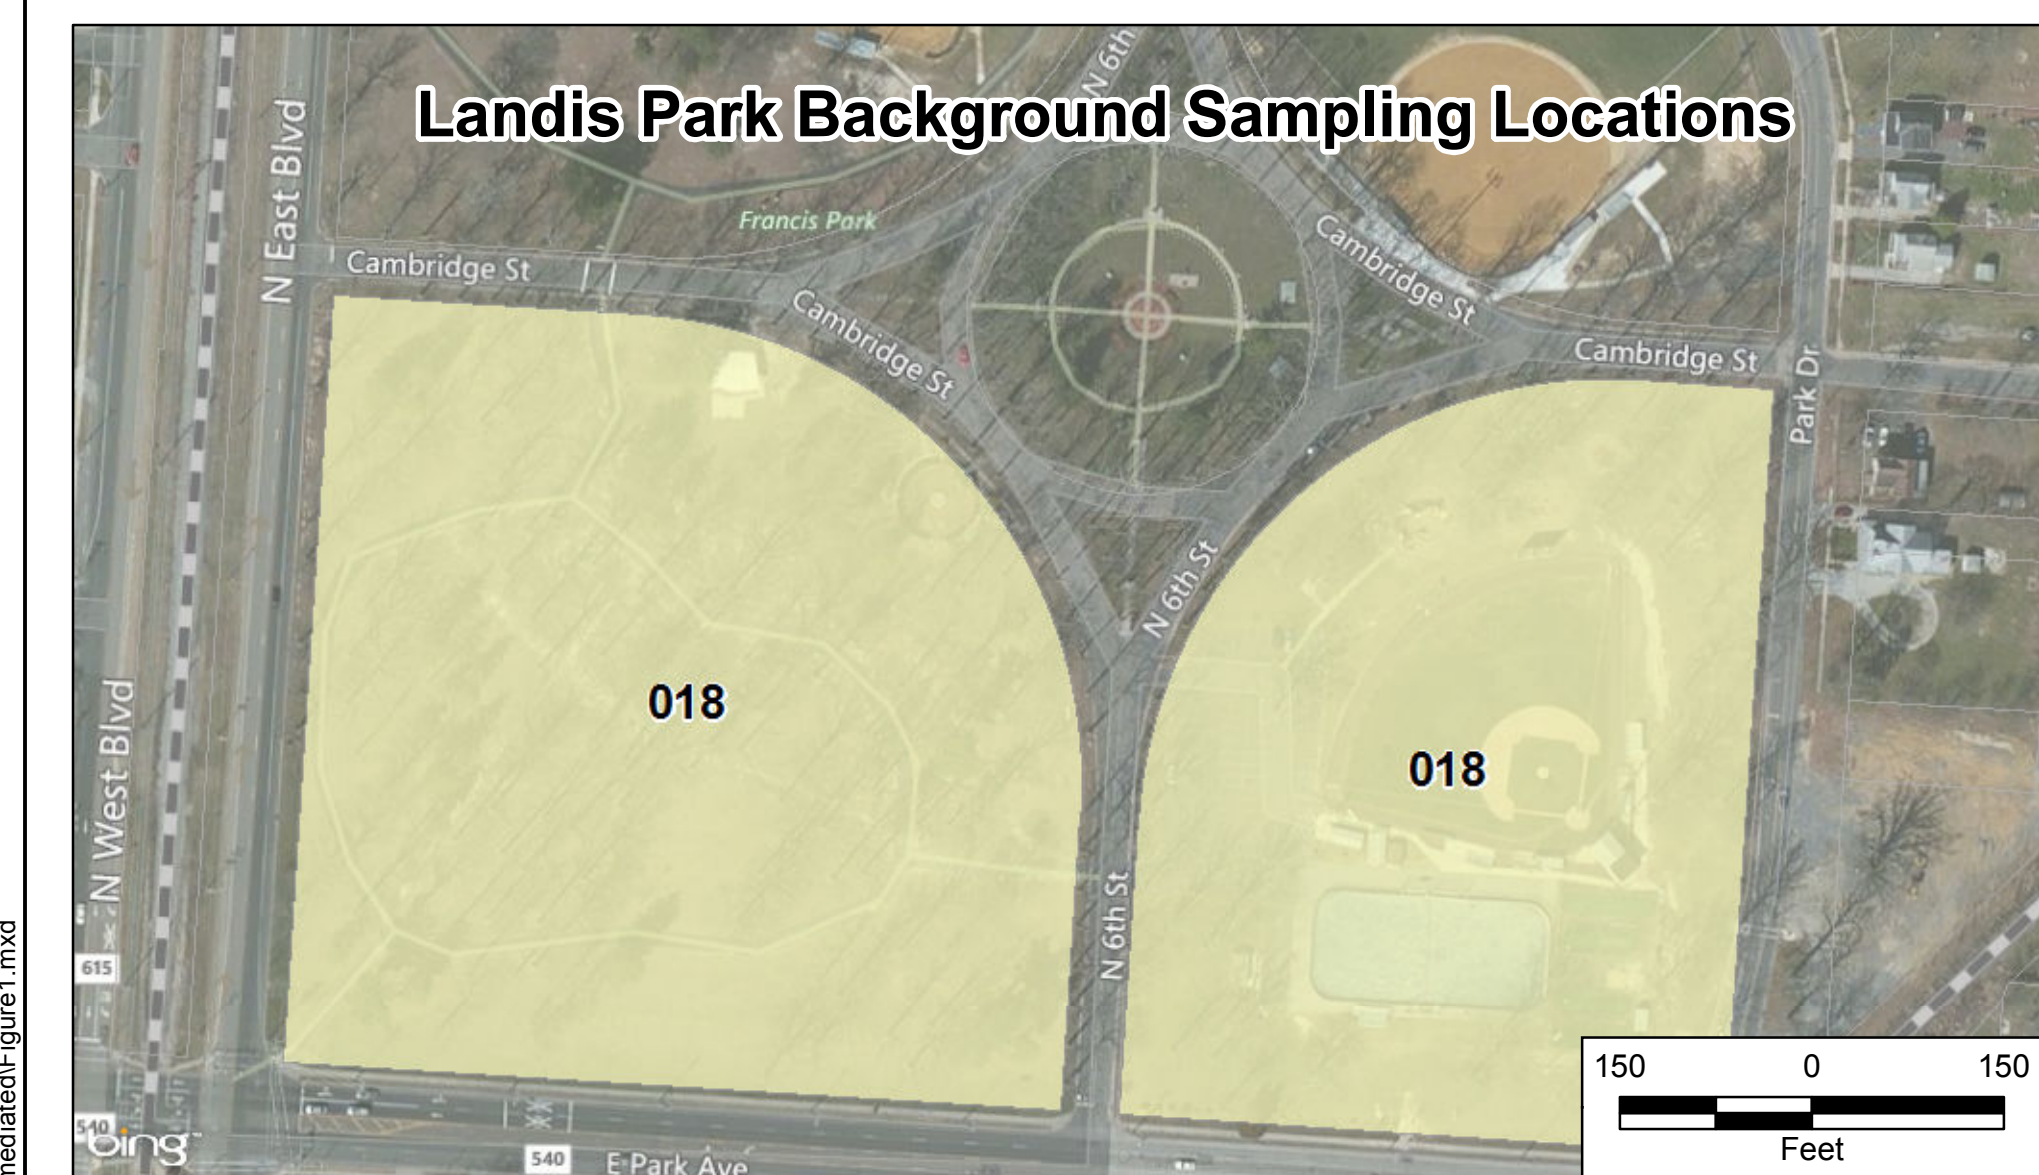 N 6th
Landis Park Background Sampling Locations
N East Blvd
Francis Park
Cambridge St
Cambridge St
Cambridge St
Cambridge St
Park Dr
N 6th St
018
018
N West Blvd
N 6th St
615
540
bing
540
E Park Ave
150 0 150
Feet
mediated\Figure1.mxd